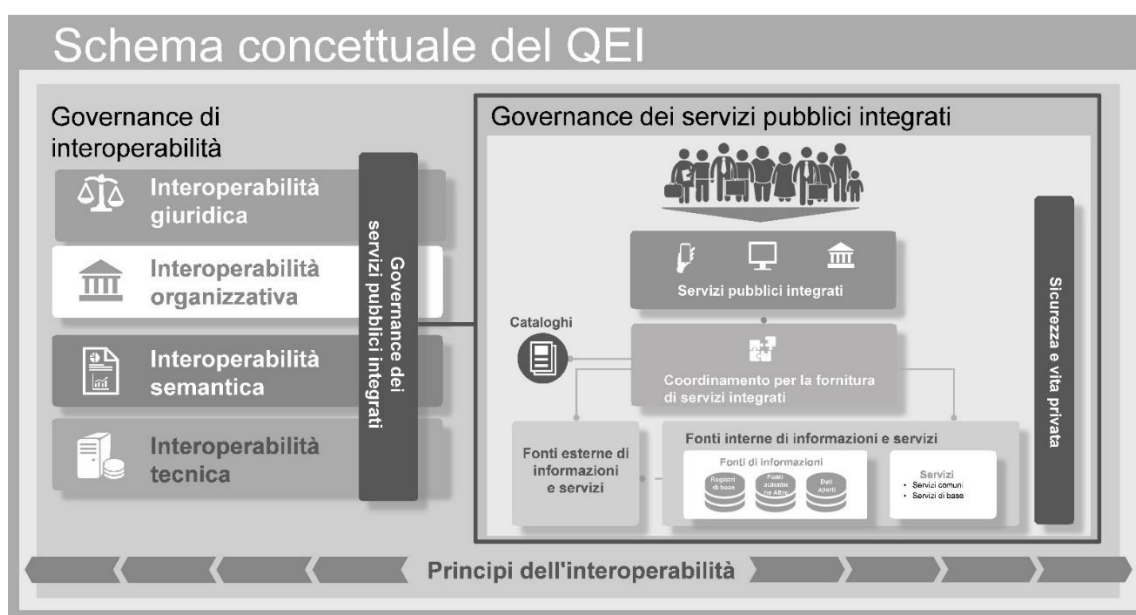 Schema concettuale del QEI
Governance di
interoperabilità
Interoperabilità
giuridica
Interoperabilità
organizzativa
Interoperabilità
semantica
Interoperabilità
tecnica
Governance dei
servizi pubblici integrati
Governance dei servizi pubblici integrati
Servizi pubblici integrati
Cataloghi
Coordinamento per la fornitura
di servizi integrati
Fonti esterne di
informazioni
e servizi
Fonti interne di informazioni e servizi
Fonti di informazioni
Registri
di base
Fonti
Altro
Dati
aperti
Servizi
• Servizi comuni
• Servizi di base
Sicurezza e vita privata
Principi dell'interoperabilità